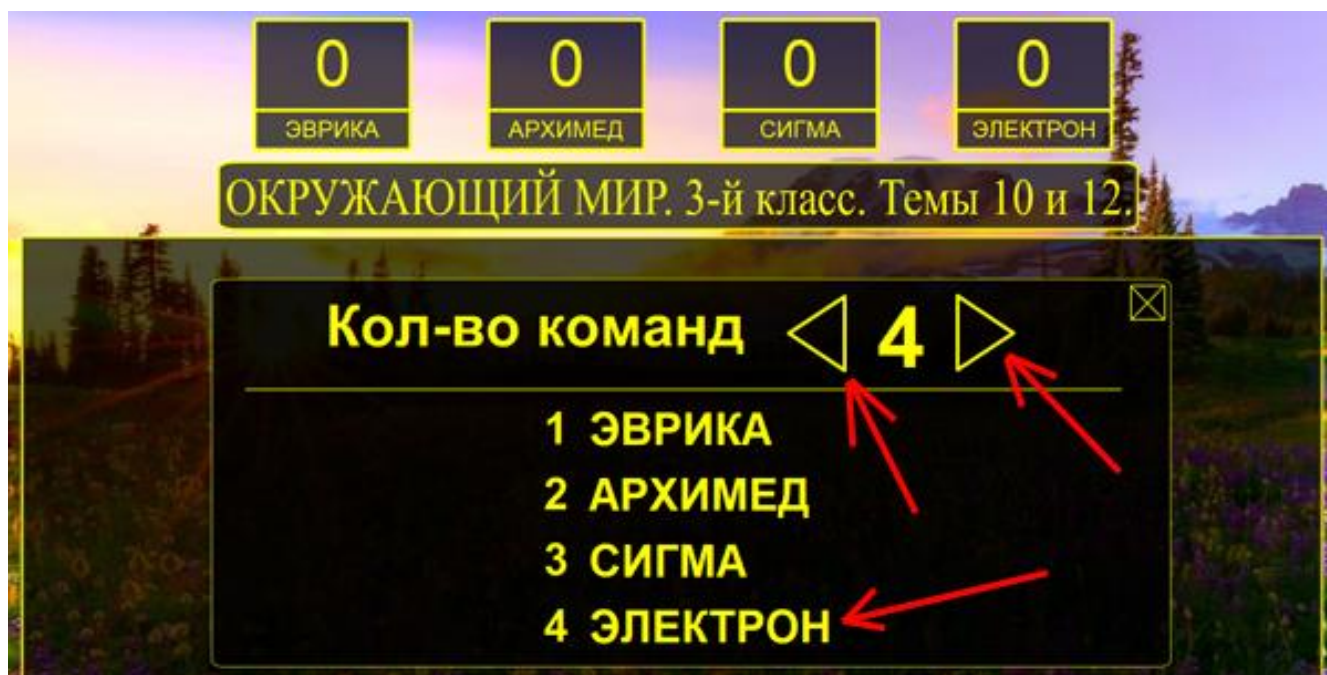 0 0 0 0
ЭВРИКА АРХИМЕД СИГМА ЭЛЕКТРОН
ОКРУЖАЮЩИЙ МИР. 3-й класс. Темы 10 и 12.
Кол-во команд 4
1 ЭВРИКА
2 АРХИМЕД
3 СИГМА
4 ЭЛЕКТРОН